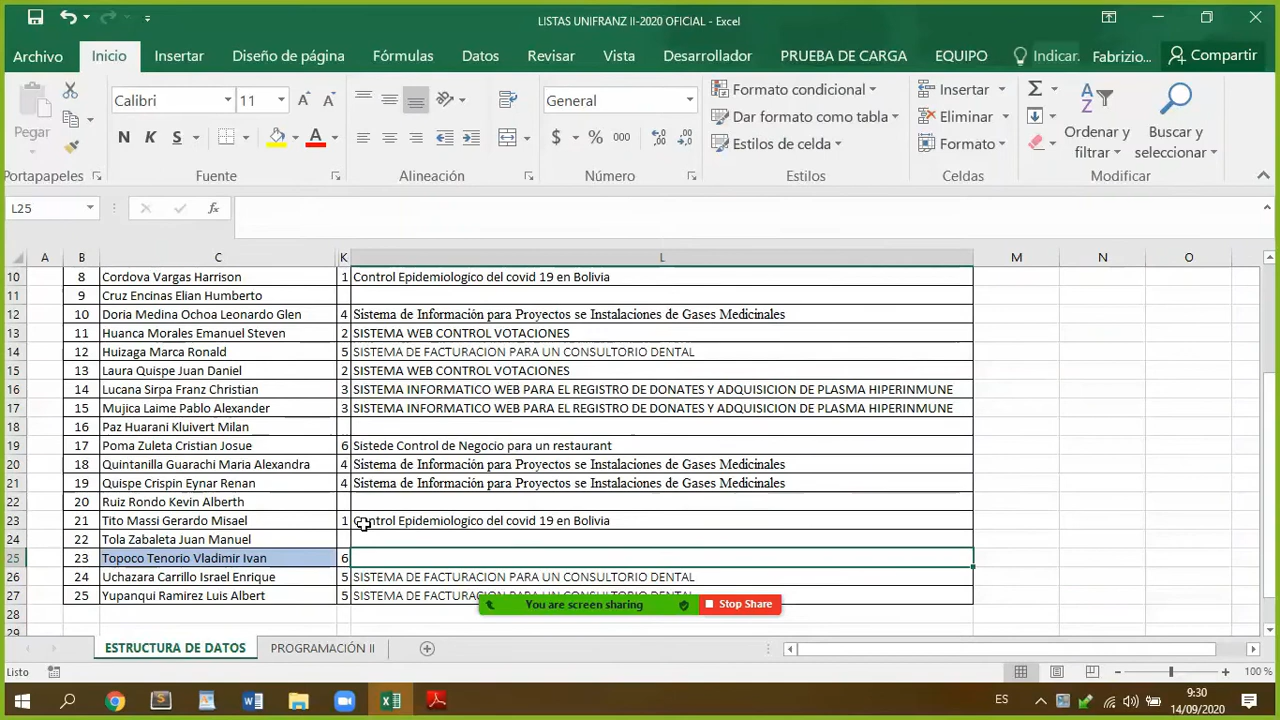 LISTAS UNIFRANZ II-2020 OFICIAL - Excel
Archivo Inicio Insertar Diseño de página Fórmulas Datos Revisar Vista Desarrollador PRUEBA DE CARGA EQUIPO Indicar. Fabrizio... Compartir
Pegar
Calibri 11
N K S
A
General
$ % 000
Formato condicional
Dar formato como tabla
Estilos de celda
Insertar
Eliminar
Formato
Ordenar y filtrar
Buscar y seleccionar
Portapapeles Fuente Alineación Número Estilos Celdas Modificar
L25 fx
A B C K L M N O
10 8 Cordova Vargas Harrison 1 Control Epidemiologico del covid 19 en Bolivia
11 9 Cruz Encinas Elian Humberto
12 10 Doria Medina Ochoa Leonardo Glen 4 Sistema de Información para Proyectos se Instalaciones de Gases Medicinales
13 11 Huanca Morales Emanuel Steven 2 SISTEMA WEB CONTROL VOTACIONES
14 12 Huizaga Marca Ronald 5 SISTEMA DE FACTURACION PARA UN CONSULTORIO DENTAL
15 13 Laura Quispe Juan Daniel 2 SISTEMA WEB CONTROL VOTACIONES
16 14 Lucana Sirpa Franz Christian 3 SISTEMA INFORMATICO WEB PARA EL REGISTRO DE DONATES Y ADQUISICION DE PLASMA HIPERINMUNE
17 15 Mujica Laime Pablo Alexander 3 SISTEMA INFORMATICO WEB PARA EL REGISTRO DE DONATES Y ADQUISICION DE PLASMA HIPERINMUNE
18 16 Paz Huarani Kluivert Milan
19 17 Poma Zuleta Cristian Josue 6 Sistede Control de Negocio para un restaurant
20 18 Quintanilla Guarachi Maria Alexandra 4 Sistema de Información para Proyectos se Instalaciones de Gases Medicinales
21 19 Quispe Crispin Eynar Renan 4 Sistema de Información para Proyectos se Instalaciones de Gases Medicinales
22 20 Ruiz Rondo Kevin Alberth
23 21 Tito Massi Gerardo Misael 1 Control Epidemiologico del covid 19 en Bolivia
24 22 Tola Zabaleta Juan Manuel
25 23 Topoco Tenorio Vladimir Ivan 6
26 24 Uchazara Carrillo Israel Enrique 5 SISTEMA DE FACTURACION PARA UN CONSULTORIO DENTAL
27 25 Yupanqui Ramirez Luis Albert 5 SISTEMA DE FACTURACION PARA UN CONSULTORIO DENTAL
You are screen sharing Stop Share
28
29
ESTRUCTURA DE DATOS PROGRAMACIÓN II
Listo 100 %
ES 9:30
14/09/2020